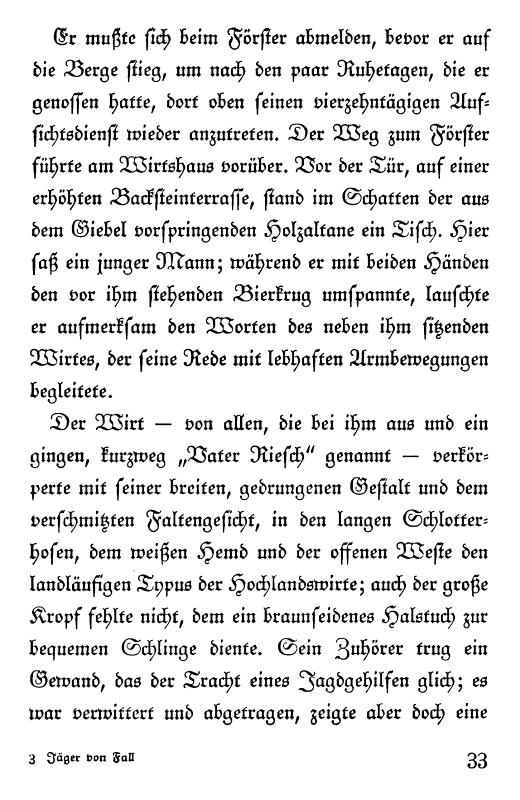 Er mußte sich beim Förster abmelden, bevor er auf
die Berge stieg, um nach den paar Ruhetagen, die er
genossen hatte, dort oben seinen vierzehntägigen Auf-
sichtsdienst wieder anzutreten. Der Weg zum Förster
führte am Wirtshaus vorüber. Vor der Tür, auf einer
erhöhten Backsteinterrasse, stand im Schatten der aus
dem Giebel vorspringenden Holzaltane ein Tisch. Hier
saß ein junger Mann; während er mit beiden Händen
den vor ihm stehenden Bierkrug umspannte, lauschte
er aufmerksam den Worten des neben ihm sitzenden
Wirtes, der seine Rede mit lebhaften Armbewegungen
begleitete.
Der Wirt — von allen, die bei ihm aus und ein
gingen, kurzweg „Vater Riesch“ genannt — verkör-
perte mit seiner breiten, gedrungenen Gestalt und dem
verschmitzten Faltengesicht, in den langen Schlotter-
hosen, dem weißen Hemd und der offenen Weste den
landläufigen Typus der Hochlandswirte; auch der große
Kropf fehlte nicht, dem ein braunseidenes Halstuch zur
bequemen Schlinge diente. Sein Zuhörer trug ein
Gewand, das der Tracht eines Jagdgehilfen glich; es
war verwittert und abgetragen, zeigte aber doch eine
3 Jäger von Fall 33